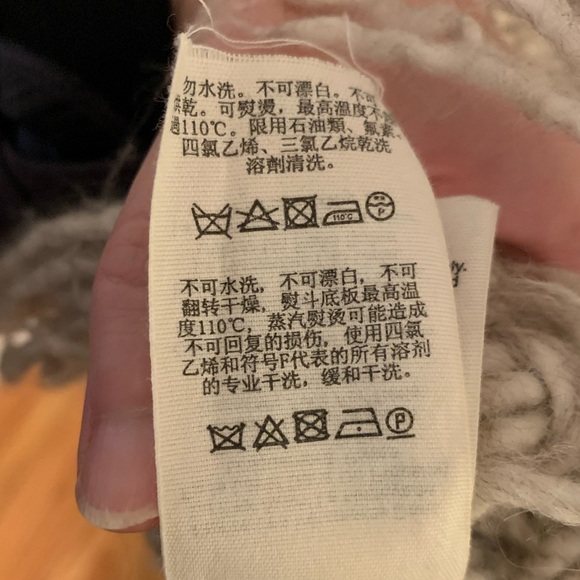 勿水洗。不可漂白。不可
烘乾。可熨燙，最高溫度不
過110℃。限用石油類、氟素、
四氯乙烯、三氯乙烷乾洗
溶劑清洗。
110℃
P
不可水洗，不可漂白，不可
翻转干燥，熨斗底板最高温
度110℃，蒸汽熨烫可能造成
不可回复的损伤，使用四氯
乙烯和符号F代表的所有溶剂
的专业干洗，缓和干洗。
P
ly.